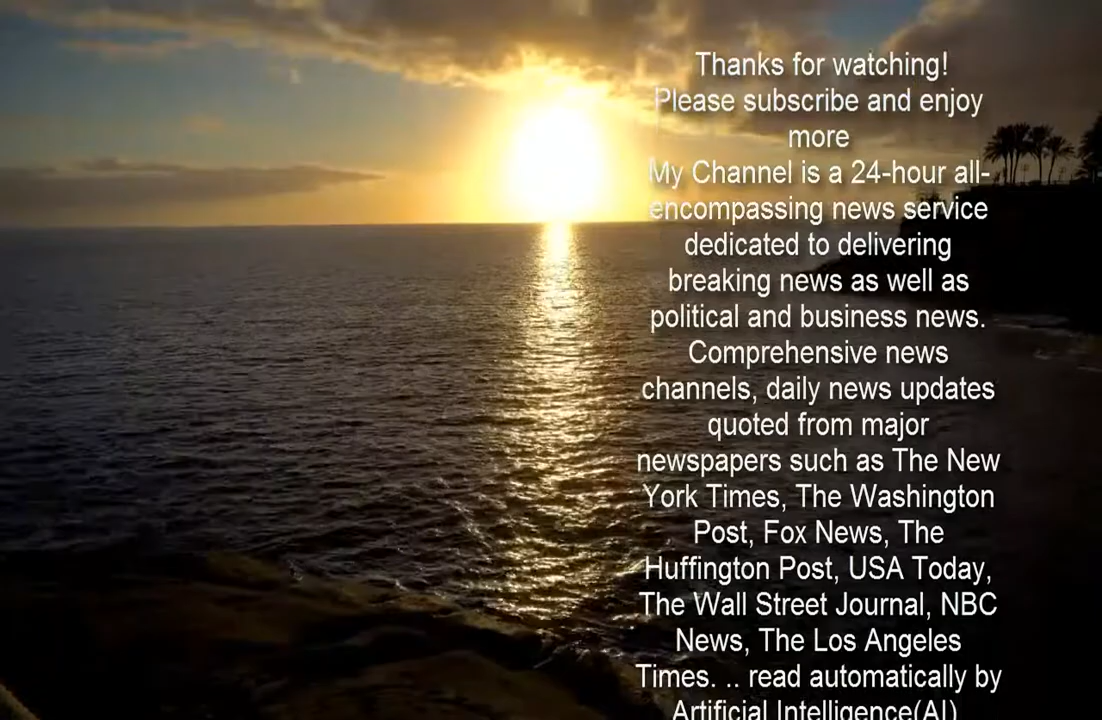 Thanks for watching!
Please subscribe and enjoy
more
My Channel is a 24-hour all-
encompassing news service
dedicated to delivering
breaking news as well as
political and business news.
Comprehensive news
channels, daily news updates
quoted from major
newspapers such as The New
York Times, The Washington
Post, Fox News, The
Huffington Post, USA Today,
The Wall Street Journal, NBC
News, The Los Angeles
Times. .. read automatically by
Artificial Intelligence(AI)